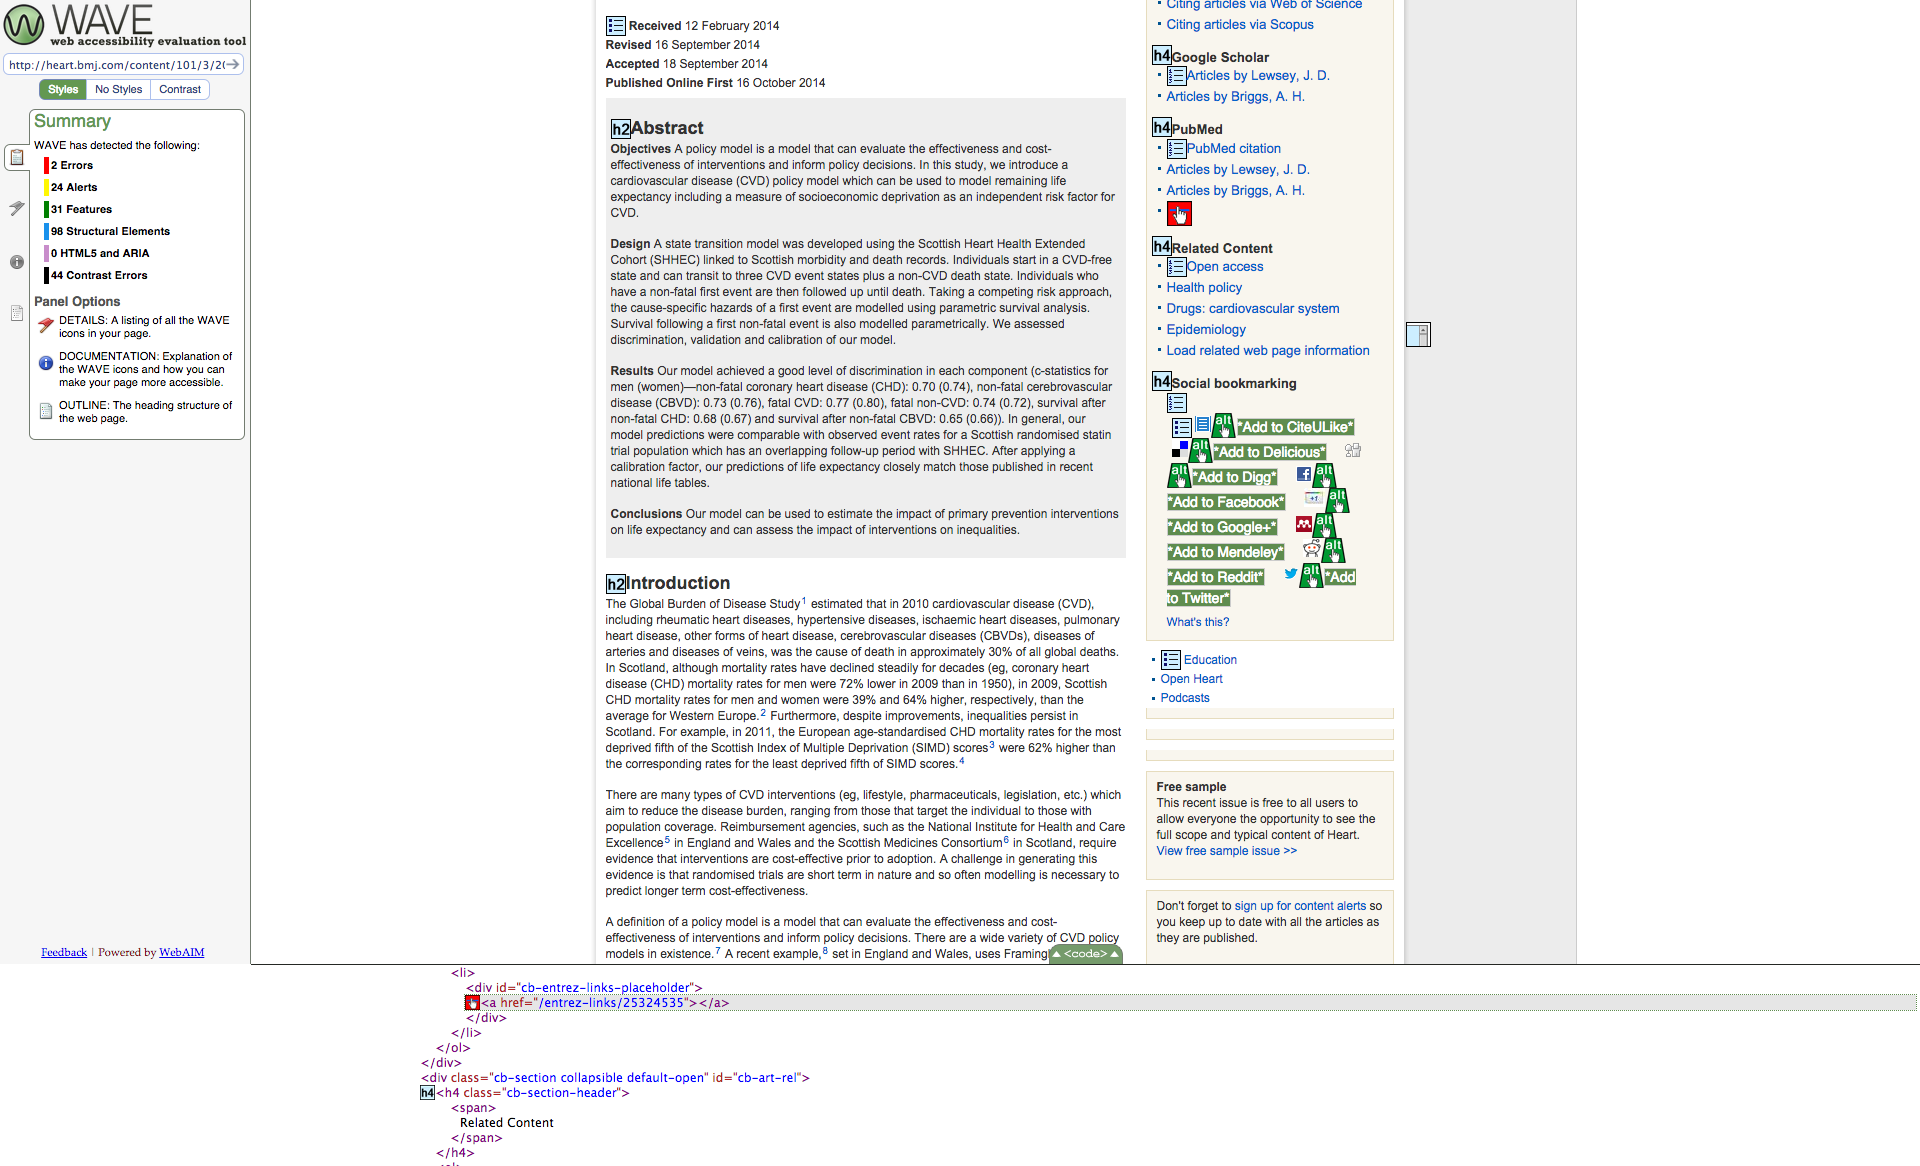 WAVE
web accessibility evaluation tool
http://heart.bmj.com/content/101/3/2(
Styles No Styles Contrast
Summary
WAVE has detected the following:
2 Errors
24 Alerts
31 Features
98 Structural Elements
0 HTML5 and ARIA
44 Contrast Errors
Panel Options
DETAILS: A listing of all the WAVE
icons in your page.
DOCUMENTATION: Explanation of
the WAVE icons and how you can
make your page more accessible.
OUTLINE: The heading structure of
the web page.
Feedback | Powered by WebAIM
Received 12 February 2014
Revised 16 September 2014
Accepted 18 September 2014
Published Online First 16 October 2014
h2 Abstract
Objectives A policy model is a model that can evaluate the effectiveness and cost-
effectiveness of interventions and inform policy decisions. In this study, we introduce a
cardiovascular disease (CVD) policy model which can be used to model remaining life
expectancy including a measure of socioeconomic deprivation as an independent risk factor for
CVD.
Design A state transition model was developed using the Scottish Heart Health Extended
Cohort (SHHEC) linked to Scottish morbidity and death records. Individuals start in a CVD-free
state and can transit to three CVD event states plus a non-CVD death state. Individuals who
have a non-fatal first event are then followed up until death. Taking a competing risk approach,
the cause-specific hazards of a first event are modelled using parametric survival analysis.
Survival following a first non-fatal event is also modelled parametrically. We assessed
discrimination, validation and calibration of our model.
Results Our model achieved a good level of discrimination in each component (c-statistics for
men (women)—non-fatal coronary heart disease (CHD): 0.70 (0.74), non-fatal cerebrovascular
disease (CBVD): 0.73 (0.76), fatal CVD: 0.77 (0.80), fatal non-CVD: 0.74 (0.72), survival after
non-fatal CHD: 0.68 (0.67) and survival after non-fatal CBVD: 0.65 (0.66)). In general, our
model predictions were comparable with observed event rates for a Scottish randomised statin
trial population which has an overlapping follow-up period with SHHEC. After applying a
calibration factor, our predictions of life expectancy closely match those published in recent
national life tables.
Conclusions Our model can be used to estimate the impact of primary prevention interventions
on life expectancy and can assess the impact of interventions on inequalities.
h2 Introduction
The Global Burden of Disease Study1 estimated that in 2010 cardiovascular disease (CVD),
including rheumatic heart diseases, hypertensive diseases, ischaemic heart diseases, pulmonary
heart disease, other forms of heart disease, cerebrovascular diseases (CBVDs), diseases of
arteries and diseases of veins, was the cause of death in approximately 30% of all global deaths.
In Scotland, although mortality rates have declined steadily for decades (eg, coronary heart
disease (CHD) mortality rates for men were 72% lower in 2009 than in 1950), in 2009, Scottish
CHD mortality rates for men and women were 39% and 64% higher, respectively, than the
average for Western Europe.2 Furthermore, despite improvements, inequalities persist in
Scotland. For example, in 2011, the European age-standardised CHD mortality rates for the most
deprived fifth of the Scottish Index of Multiple Deprivation (SIMD) scores3 were 62% higher than
the corresponding rates for the least deprived fifth of SIMD scores.4
There are many types of CVD interventions (eg, lifestyle, pharmaceuticals, legislation, etc.) which
aim to reduce the disease burden, ranging from those that target the individual to those with
population coverage. Reimbursement agencies, such as the National Institute for Health and Care
Excellence5 in England and Wales and the Scottish Medicines Consortium6 in Scotland, require
evidence that interventions are cost-effective prior to adoption. A challenge in generating this
evidence is that randomised trials are short term in nature and so often modelling is necessary to
predict longer term cost-effectiveness.
A definition of a policy model is a model that can evaluate the effectiveness and cost-
effectiveness of interventions and inform policy decisions. There are a wide variety of CVD policy
models in existence.7 A recent example,8 set in England and Wales, uses Framing
<code>
Citing articles via Web of Science
Citing articles via Scopus
h4 Google Scholar
Articles by Lewsey, J. D.
Articles by Briggs, A. H.
h4 PubMed
PubMed citation
Articles by Lewsey, J. D.
Articles by Briggs, A. H.
h4 Related Content
Open access
Health policy
Drugs: cardiovascular system
Epidemiology
Load related web page information
h4 Social bookmarking
alt *Add to CiteULike*
alt *Add to Delicious*
alt *Add to Digg* alt
*Add to Facebook* +1 alt
*Add to Google+* alt
*Add to Mendeley* alt
*Add to Reddit* alt *Add
to Twitter*
What's this?
Education
Open Heart
Podcasts
Free sample
This recent issue is free to all users to
allow everyone the opportunity to see the
full scope and typical content of Heart.
View free sample issue >>
Don't forget to sign up for content alerts so
you keep up to date with all the articles as
they are published.
<li>
<div id="cb-entrez-links-placeholder">
<a href="/entrez-links/25324535"></a>
</div>
</li>
</ol>
</div>
<div class="cb-section collapsible default-open" id="cb-art-rel">
h4 <h4 class="cb-section-header">
<span>
Related Content
</span>
</h4>